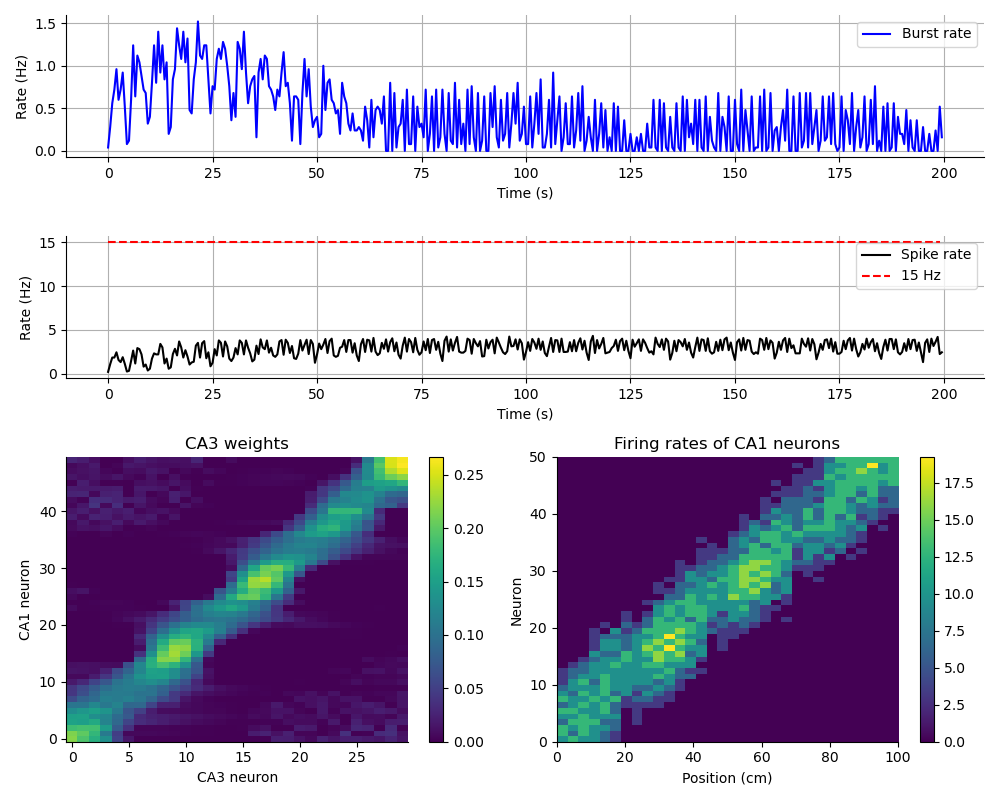 1.5
1.0
0.5
0.0
Rate (Hz)
Burst rate
0 25 50 75 100 125 150 175 200
Time (s)
15
10
5
0
Rate (Hz)
Spike rate
15 Hz
0 25 50 75 100 125 150 175 200
Time (s)
CA3 weights
40
30
20
10
0
CA1 neuron
0 5 10 15 20 25
CA3 neuron
0.25
0.20
0.15
0.10
0.05
0.00
Firing rates of CA1 neurons
50
40
30
20
10
0
Neuron
0 20 40 60 80 100
Position (cm)
17.5
15.0
12.5
10.0
7.5
5.0
2.5
0.0